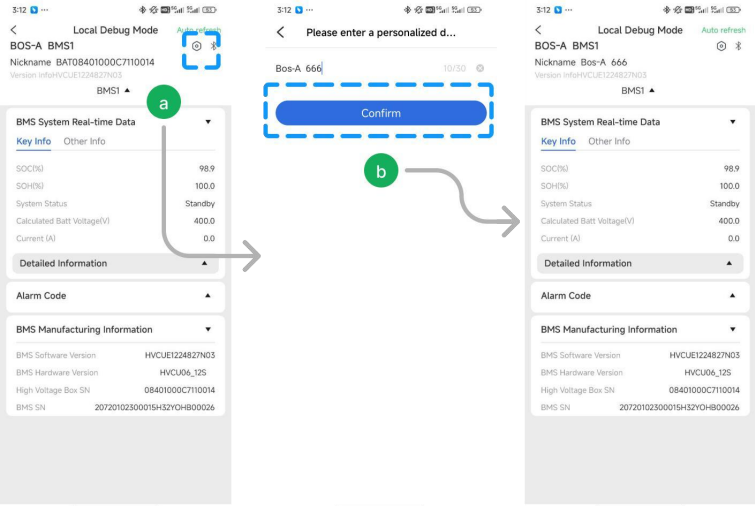 3:12
Local Debug Mode
Auto refresh
BOS-A BMS1
Nickname BAT08401000C7110014
Version InfoHVCUE1224827N03
BMS1
a
BMS System Real-time Data
Key Info Other Info
SOC(%) 98.9
SOH(%) 100.0
System Status Standby
Calculated Batt Voltage(V) 400.0
Current (A) 0.0
Detailed Information
Alarm Code
BMS Manufacturing Information
BMS Software Version HVCUE1224827N03
BMS Hardware Version HVCU06_12S
High Voltage Box SN 08401000C7110014
BMS SN 20720102300015H32YOHB00026
3:12
Please enter a personalized d...
Bos-A 666 10/30
Confirm
b
3:12
Local Debug Mode
Auto refresh
BOS-A BMS1
Nickname Bos-A 666
Version InfoHVCUE1224827N03
BMS1
BMS System Real-time Data
Key Info Other Info
SOC(%) 98.9
SOH(%) 100.0
System Status Standby
Calculated Batt Voltage(V) 400.0
Current (A) 0.0
Detailed Information
Alarm Code
BMS Manufacturing Information
BMS Software Version HVCUE1224827N03
BMS Hardware Version HVCU06_12S
High Voltage Box SN 08401000C7110014
BMS SN 20720102300015H32YOHB00026